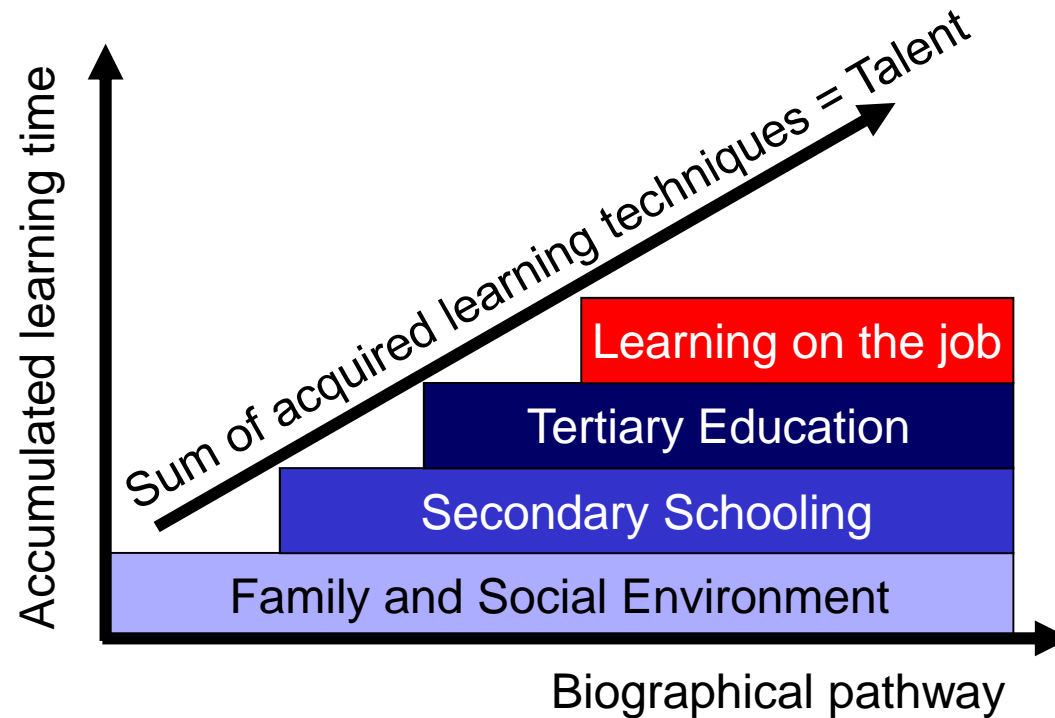 Accumulated learning time
Sum of acquired learning techniques = Talent
Learning on the job
Tertiary Education
Secondary Schooling
Family and Social Environment
Biographical pathway